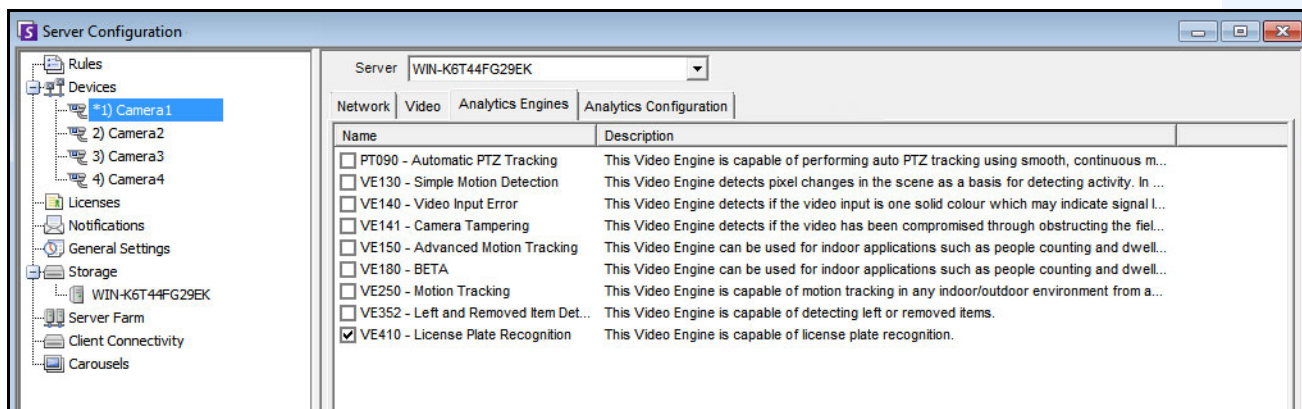 Server Configuration
Rules
Devices
*1) Camera1
2) Camera2
3) Camera3
4) Camera4
Licenses
Notifications
General Settings
Storage
WIN-K6T44FG29EK
Server Farm
Client Connectivity
Carousels
Server WIN-K6T44FG29EK
Network Video Analytics Engines Analytics Configuration
Name Description
PT090 - Automatic PTZ Tracking This Video Engine is capable of performing auto PTZ tracking using smooth, continuous m...
VE130 - Simple Motion Detection This Video Engine detects pixel changes in the scene as a basis for detecting activity. In ...
VE140 - Video Input Error This Video Engine detects if the video input is one solid colour which may indicate signal l...
VE141 - Camera Tampering This Video Engine detects if the video has been compromised through obstructing the fiel...
VE150 - Advanced Motion Tracking This Video Engine can be used for indoor applications such as people counting and dwell...
VE180 - BETA This Video Engine can be used for indoor applications such as people counting and dwell...
VE250 - Motion Tracking This Video Engine is capable of motion tracking in any indoor/outdoor environment from a...
VE352 - Left and Removed Item Det... This Video Engine is capable of detecting left or removed items.
VE410 - License Plate Recognition This Video Engine is capable of license plate recognition.